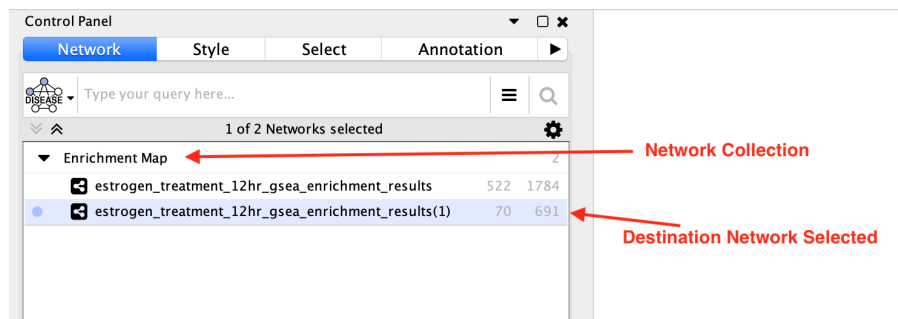 Control Panel
Network Style Select Annotation
DISEASE Type your query here...
1 of 2 Networks selected
Enrichment Map 2
Network Collection
estrogen_treatment_12hr_gsea_enrichment_results 522 1784
estrogen_treatment_12hr_gsea_enrichment_results(1) 70 691
Destination Network Selected